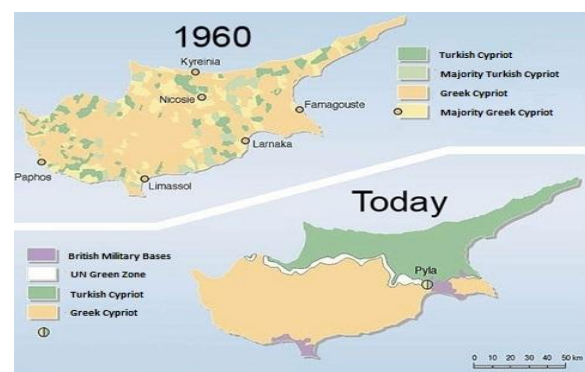 1960
Kyreinia
Nicosie
Famagouste
Larnaka
Paphos
Limassol
Turkish Cypriot
Majority Turkish Cypriot
Greek Cypriot
Majority Greek Cypriot
Today
British Military Bases
UN Green Zone
Turkish Cypriot
Greek Cypriot
Pyla
0 10 20 30 40 50 km